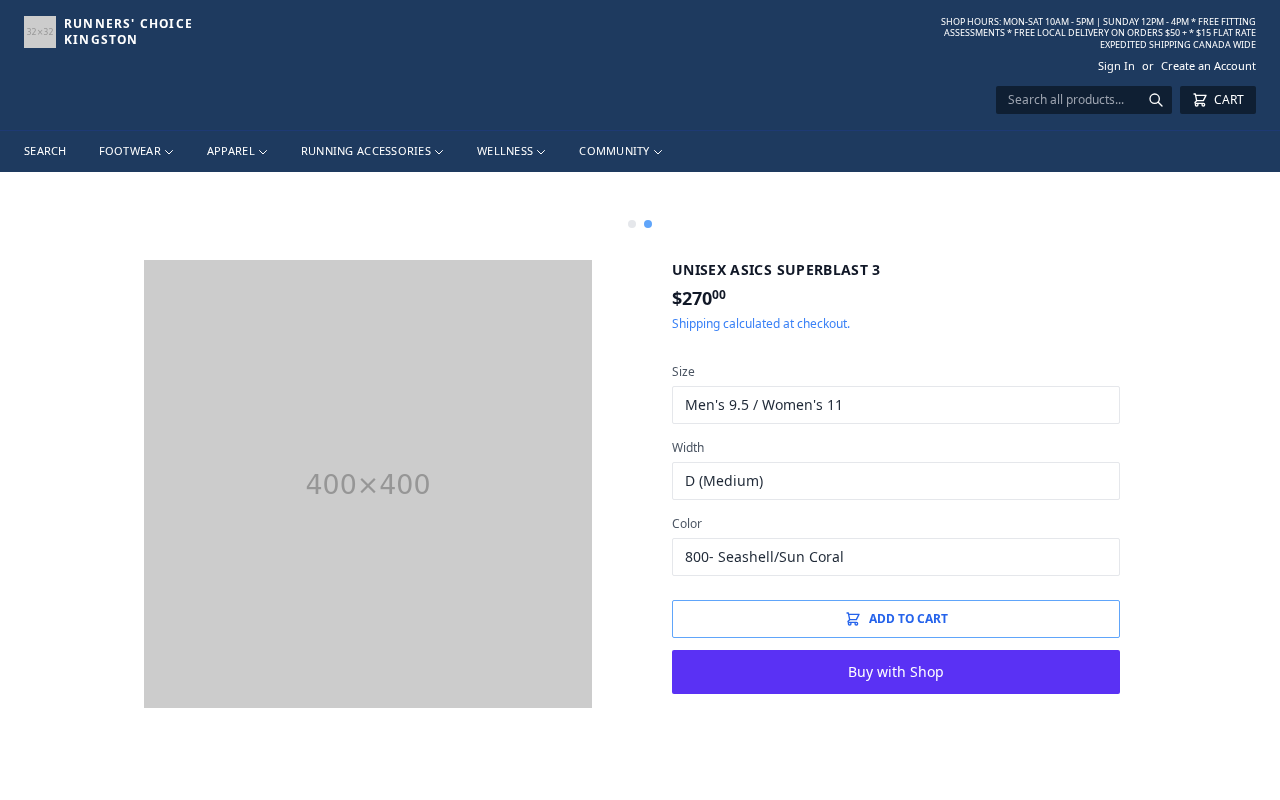 32×32
RUNNERS' CHOICE
KINGSTON
SHOP HOURS: MON-SAT 10AM - 5PM | SUNDAY 12PM - 4PM * FREE FITTING
ASSESSMENTS * FREE LOCAL DELIVERY ON ORDERS $50 + * $15 FLAT RATE
EXPEDITED SHIPPING CANADA WIDE
Sign In or Create an Account
Search all products...
CART
SEARCH FOOTWEAR APPAREL RUNNING ACCESSORIES WELLNESS COMMUNITY
400×400
UNISEX ASICS SUPERBLAST 3
$27000
Shipping calculated at checkout.
Size
Men's 9.5 / Women's 11
Width
D (Medium)
Color
800- Seashell/Sun Coral
ADD TO CART
Buy with Shop